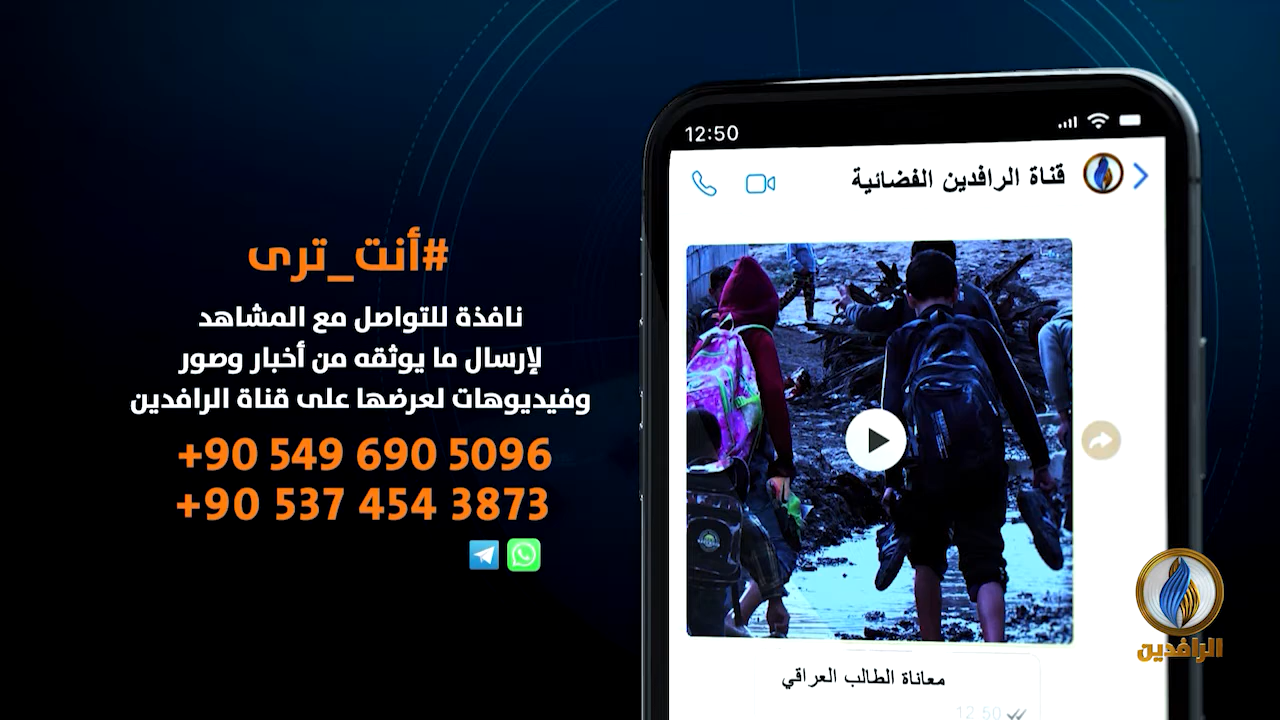 #أنت_ترى
نافذة للتواصل مع المشاهد
لإرسال ما يوثقه من أخبار وصور
وفيديوهات لعرضها على قناة الرافدين
+90 549 690 5096
+90 537 454 3873
12:50
قناة الرافدين الفضائية
معاناة الطالب العراقي
12:50
الرافدين